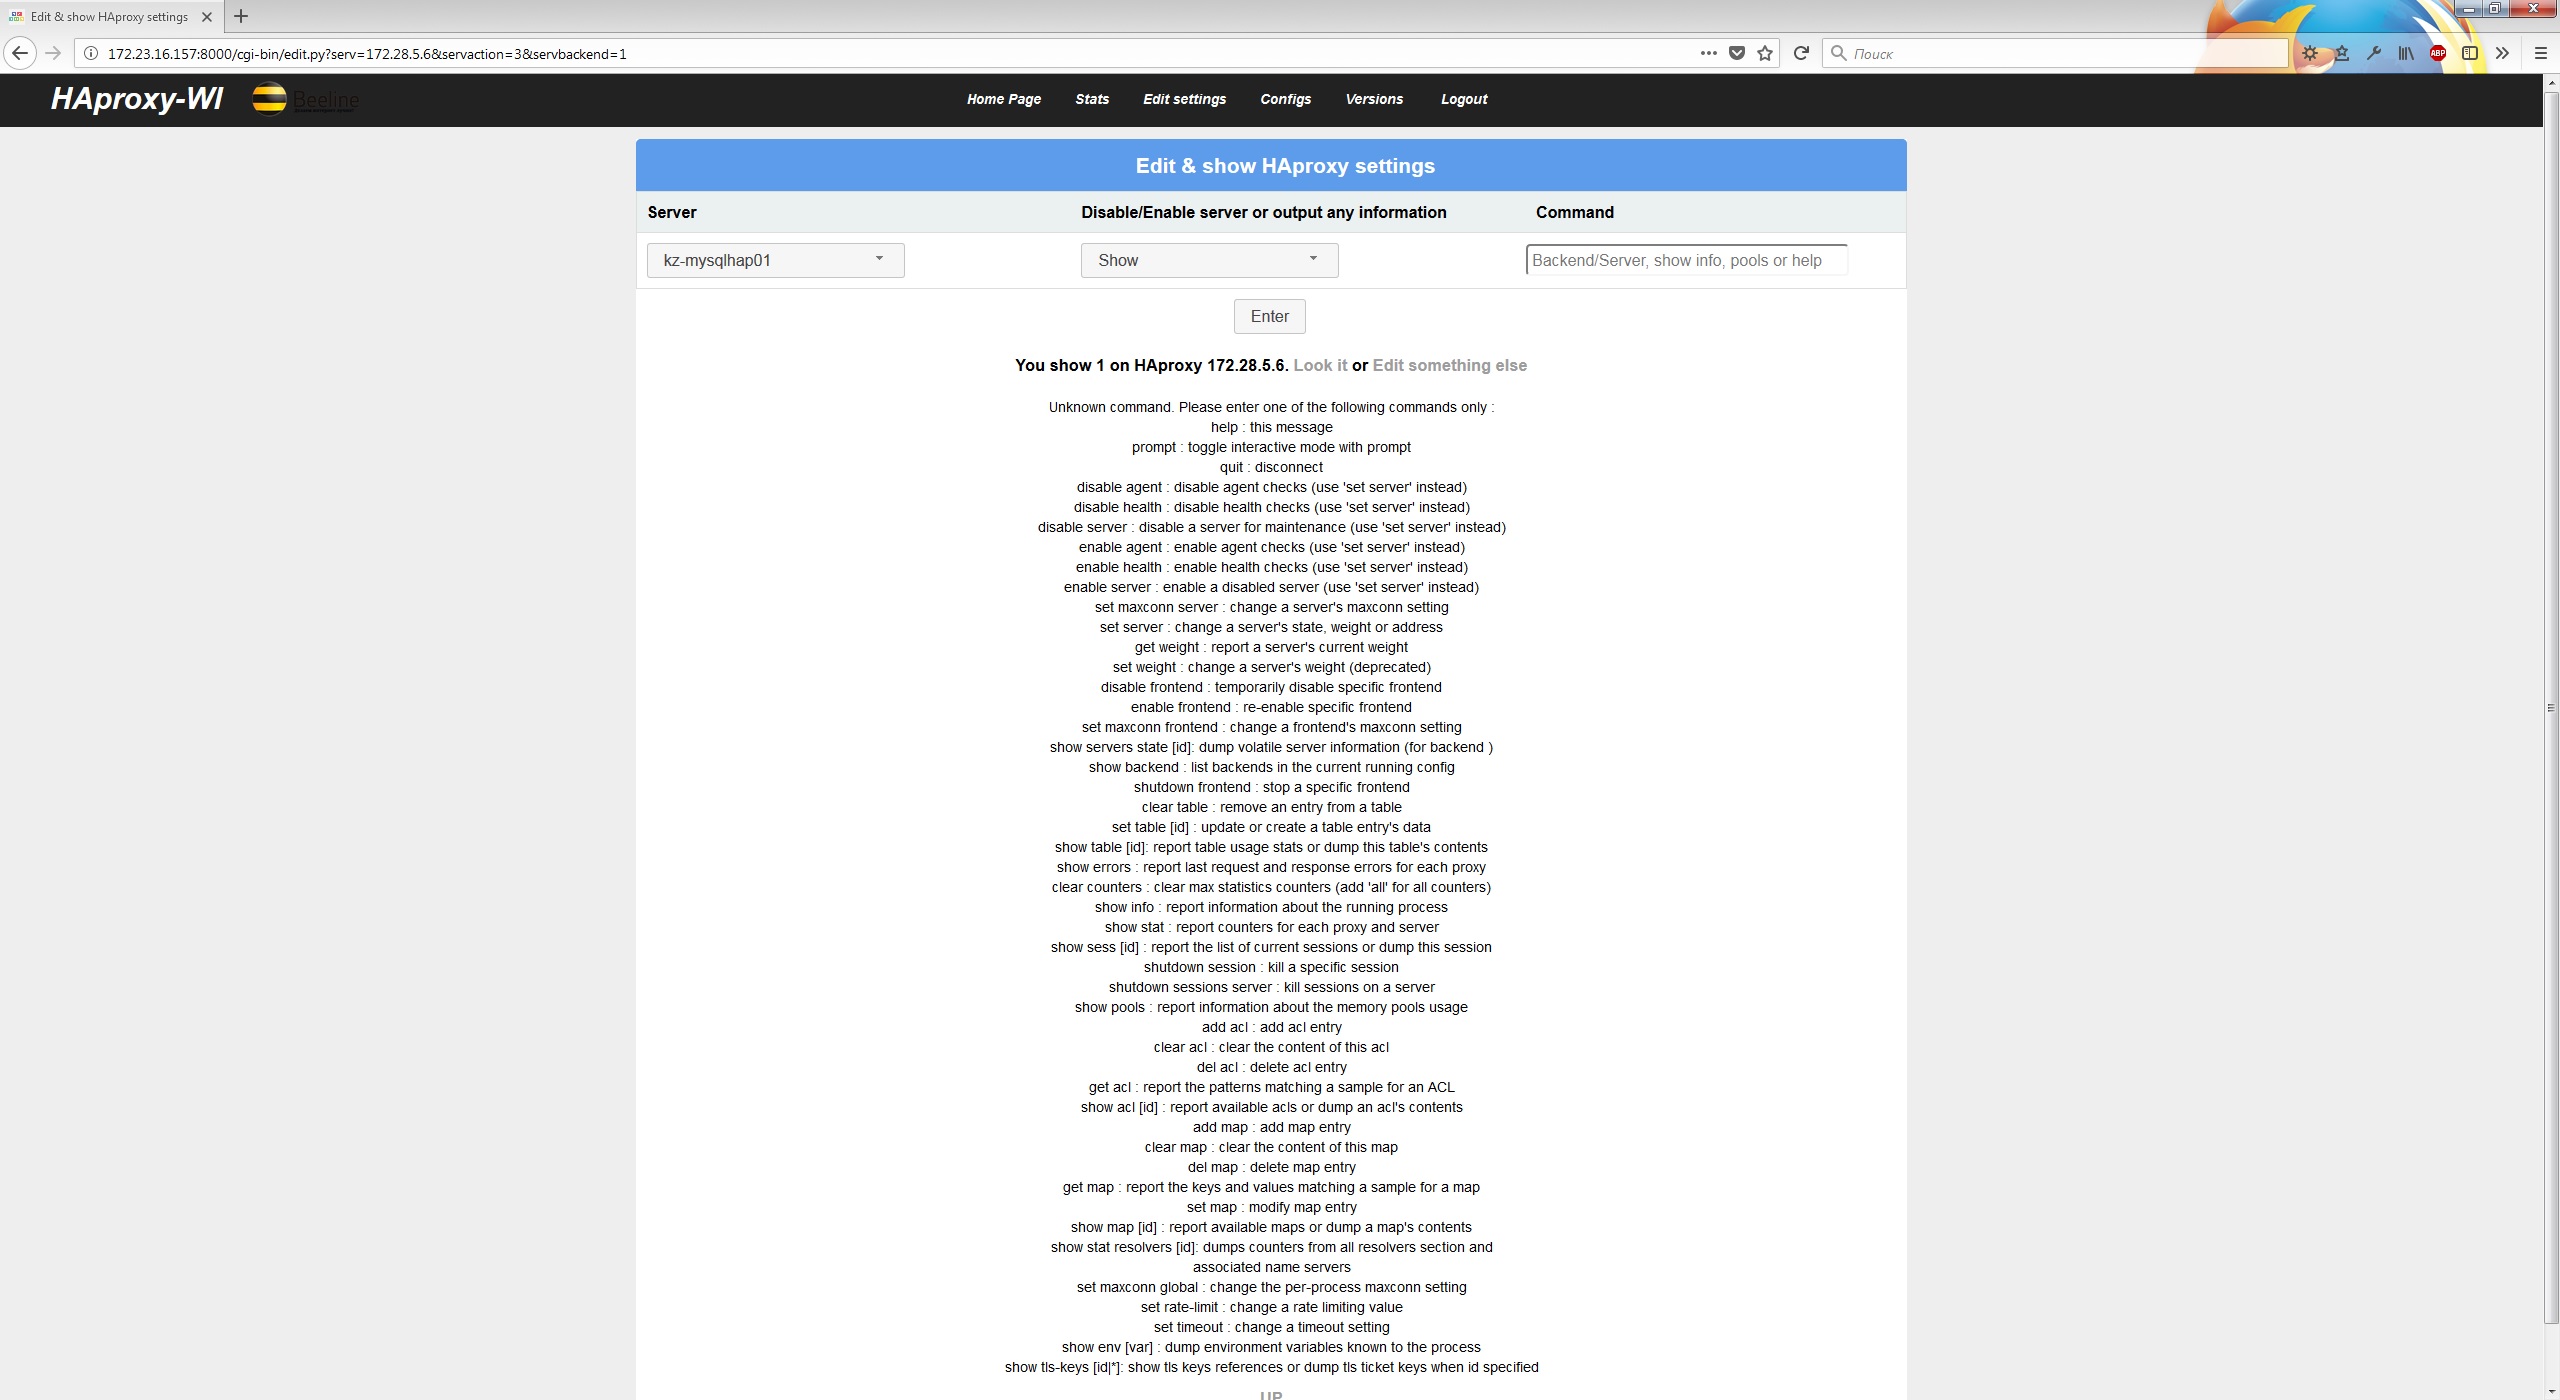 Edit & show HAproxy settings
172.23.16.157:8000/cgi-bin/edit.py?serv=172.28.5.6&servaction=3&servbackend=1
Поиск
ABP
HAproxy-WI Beeline Home Page Stats Edit settings Configs Versions Logout
Edit & show HAproxy settings
Server Disable/Enable server or output any information Command
kz-mysqlhap01 Show Backend/Server, show info, pools or help
Enter
You show 1 on HAproxy 172.28.5.6. Look it or Edit something else
Unknown command. Please enter one of the following commands only :
help : this message
prompt : toggle interactive mode with prompt
quit : disconnect
disable agent : disable agent checks (use 'set server' instead)
disable health : disable health checks (use 'set server' instead)
disable server : disable a server for maintenance (use 'set server' instead)
enable agent : enable agent checks (use 'set server' instead)
enable health : enable health checks (use 'set server' instead)
enable server : enable a disabled server (use 'set server' instead)
set maxconn server : change a server's maxconn setting
set server : change a server's state, weight or address
get weight : report a server's current weight
set weight : change a server's weight (deprecated)
disable frontend : temporarily disable specific frontend
enable frontend : re-enable specific frontend
set maxconn frontend : change a frontend's maxconn setting
show servers state [id]: dump volatile server information (for backend )
show backend : list backends in the current running config
shutdown frontend : stop a specific frontend
clear table : remove an entry from a table
set table [id] : update or create a table entry's data
show table [id]: report table usage stats or dump this table's contents
show errors : report last request and response errors for each proxy
clear counters : clear max statistics counters (add 'all' for all counters)
show info : report information about the running process
show stat : report counters for each proxy and server
show sess [id] : report the list of current sessions or dump this session
shutdown session : kill a specific session
shutdown sessions server : kill sessions on a server
show pools : report information about the memory pools usage
add acl : add acl entry
clear acl : clear the content of this acl
del acl : delete acl entry
get acl : report the patterns matching a sample for an ACL
show acl [id] : report available acls or dump an acl's contents
add map : add map entry
clear map : clear the content of this map
del map : delete map entry
get map : report the keys and values matching a sample for a map
set map : modify map entry
show map [id] : report available maps or dump a map's contents
show stat resolvers [id]: dumps counters from all resolvers section and
associated name servers
set maxconn global : change the per-process maxconn setting
set rate-limit : change a rate limiting value
set timeout : change a timeout setting
show env [var] : dump environment variables known to the process
show tls-keys [id|*]: show tls keys references or dump tls ticket keys when id specified
UP